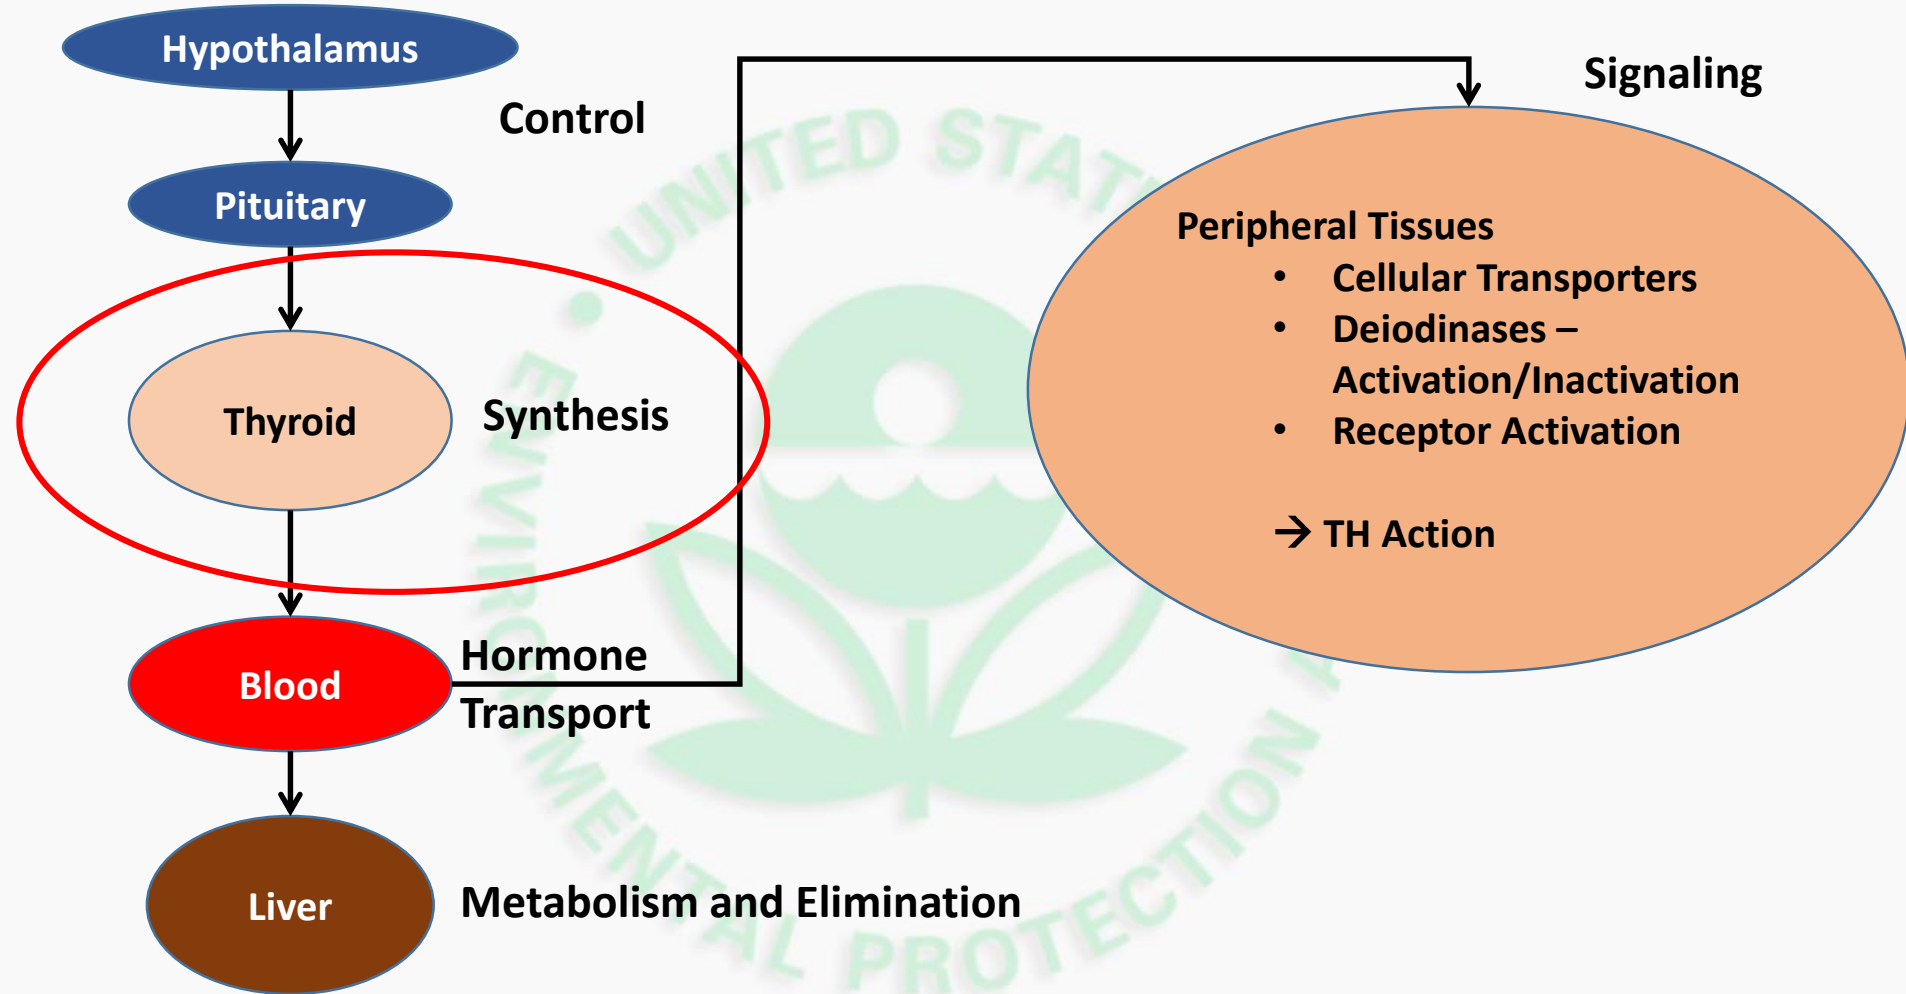 Hypothalamus
Control
Pituitary
Thyroid
Synthesis
Blood
Hormone
Transport
Liver
Metabolism and Elimination
Signaling
Peripheral Tissues
• Cellular Transporters
• Deiodinases –
Activation/Inactivation
• Receptor Activation
→ TH Action
• UNITED STAT
ENVIRONMENTAL PROTECTION A